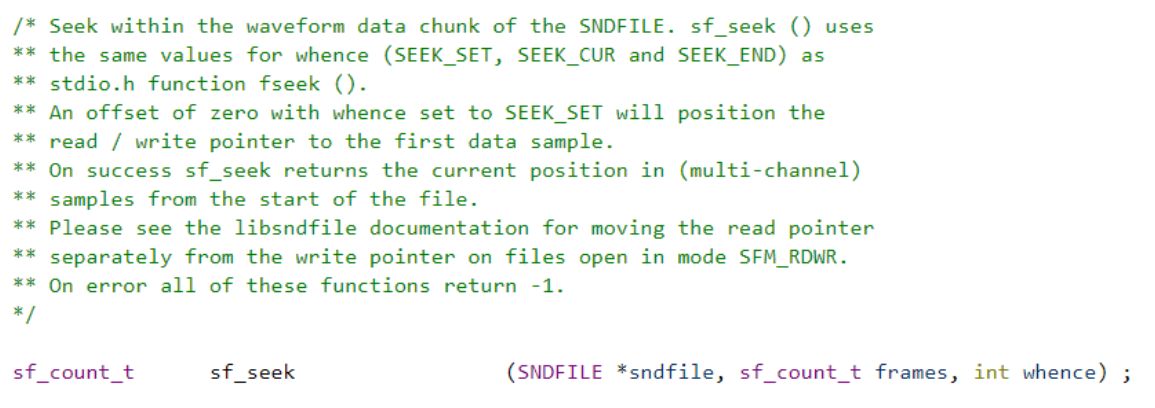 /* Seek within the waveform data chunk of the SNDFILE. sf_seek () uses
** the same values for whence (SEEK_SET, SEEK_CUR and SEEK_END) as
** stdio.h function fseek ().
** An offset of zero with whence set to SEEK_SET will position the
** read / write pointer to the first data sample.
** On success sf_seek returns the current position in (multi-channel)
** samples from the start of the file.
** Please see the libsndfile documentation for moving the read pointer
** separately from the write pointer on files open in mode SFM_RDWR.
** On error all of these functions return -1.
*/
sf_count_t sf_seek (SNDFILE *sndfile, sf_count_t frames, int whence) ;